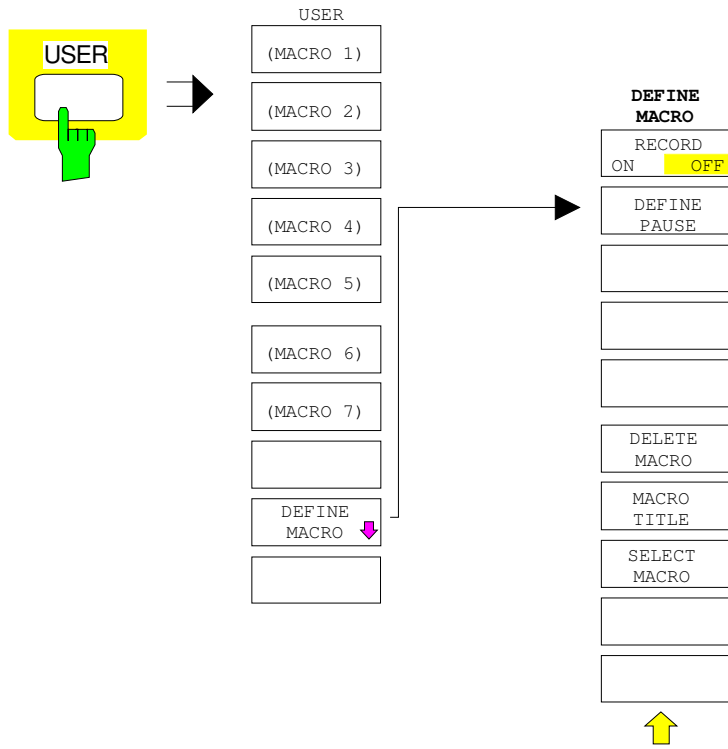 USER
USER
(MACRO 1)
(MACRO 2)
(MACRO 3)
(MACRO 4)
(MACRO 5)
(MACRO 6)
(MACRO 7)
DEFINE
MACRO
DEFINE
MACRO
RECORD
ON OFF
DEFINE
PAUSE
DELETE
MACRO
MACRO
TITLE
SELECT
MACRO